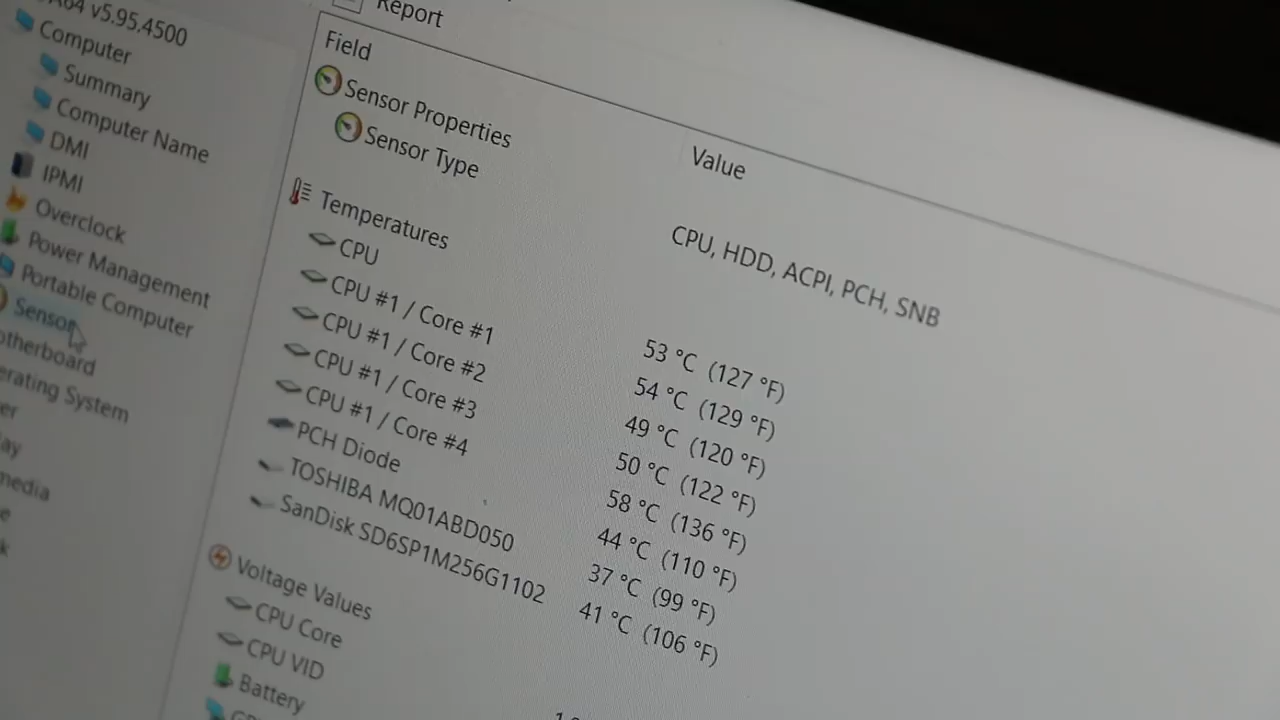 A64 v5.95.4500
Computer
Summary
Computer Name
DMI
IPMI
Overclock
Power Management
Portable Computer
Sensor
otherboard
erating System
er
ay
media
e
k
Report
Field
Value
Sensor Properties
Sensor Type
CPU, HDD, ACPI, PCH, SNB
Temperatures
CPU
53 °C (127 °F)
CPU #1 / Core #1
54 °C (129 °F)
CPU #1 / Core #2
49 °C (120 °F)
CPU #1 / Core #3
50 °C (122 °F)
CPU #1 / Core #4
58 °C (136 °F)
PCH Diode
44 °C (110 °F)
TOSHIBA MQ01ABD050
37 °C (99 °F)
SanDisk SD6SP1M256G1102
41 °C (106 °F)
Voltage Values
CPU Core
CPU VID
Battery